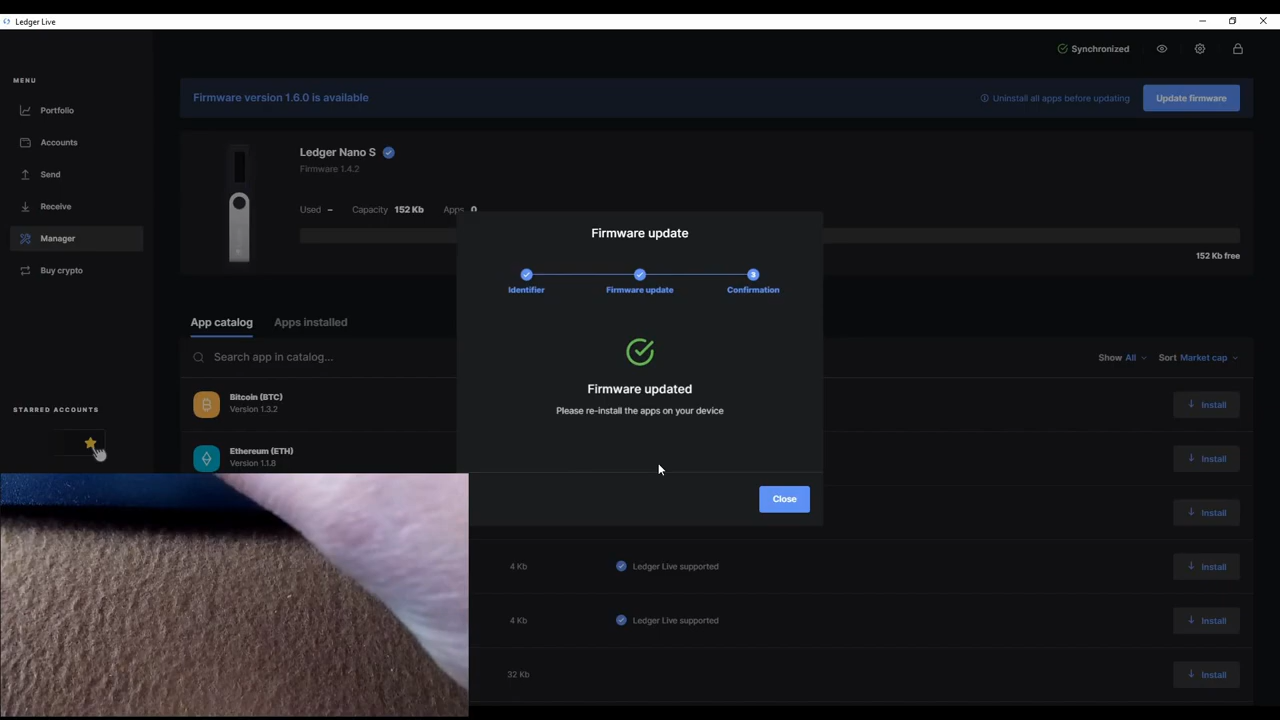 Ledger Live
Synchronized
MENU
Portfolio
Accounts
Send
Receive
Manager
Buy crypto
STARRED ACCOUNTS
Firmware version 1.6.0 is available
Uninstall all apps before updating
Update firmware
Ledger Nano S
Firmware 1.4.2
Used – Capacity 152 Kb Apps 0
152 Kb free
Firmware update
Identifier
Firmware update
3
Confirmation
Firmware updated
Please re-install the apps on your device
Close
App catalog Apps installed
Search app in catalog...
Show All Sort Market cap
Bitcoin (BTC)
Version 1.3.2
Install
Ethereum (ETH)
Version 1.1.8
Install
Install
4 Kb Ledger Live supported Install
4 Kb Ledger Live supported Install
32 Kb Install